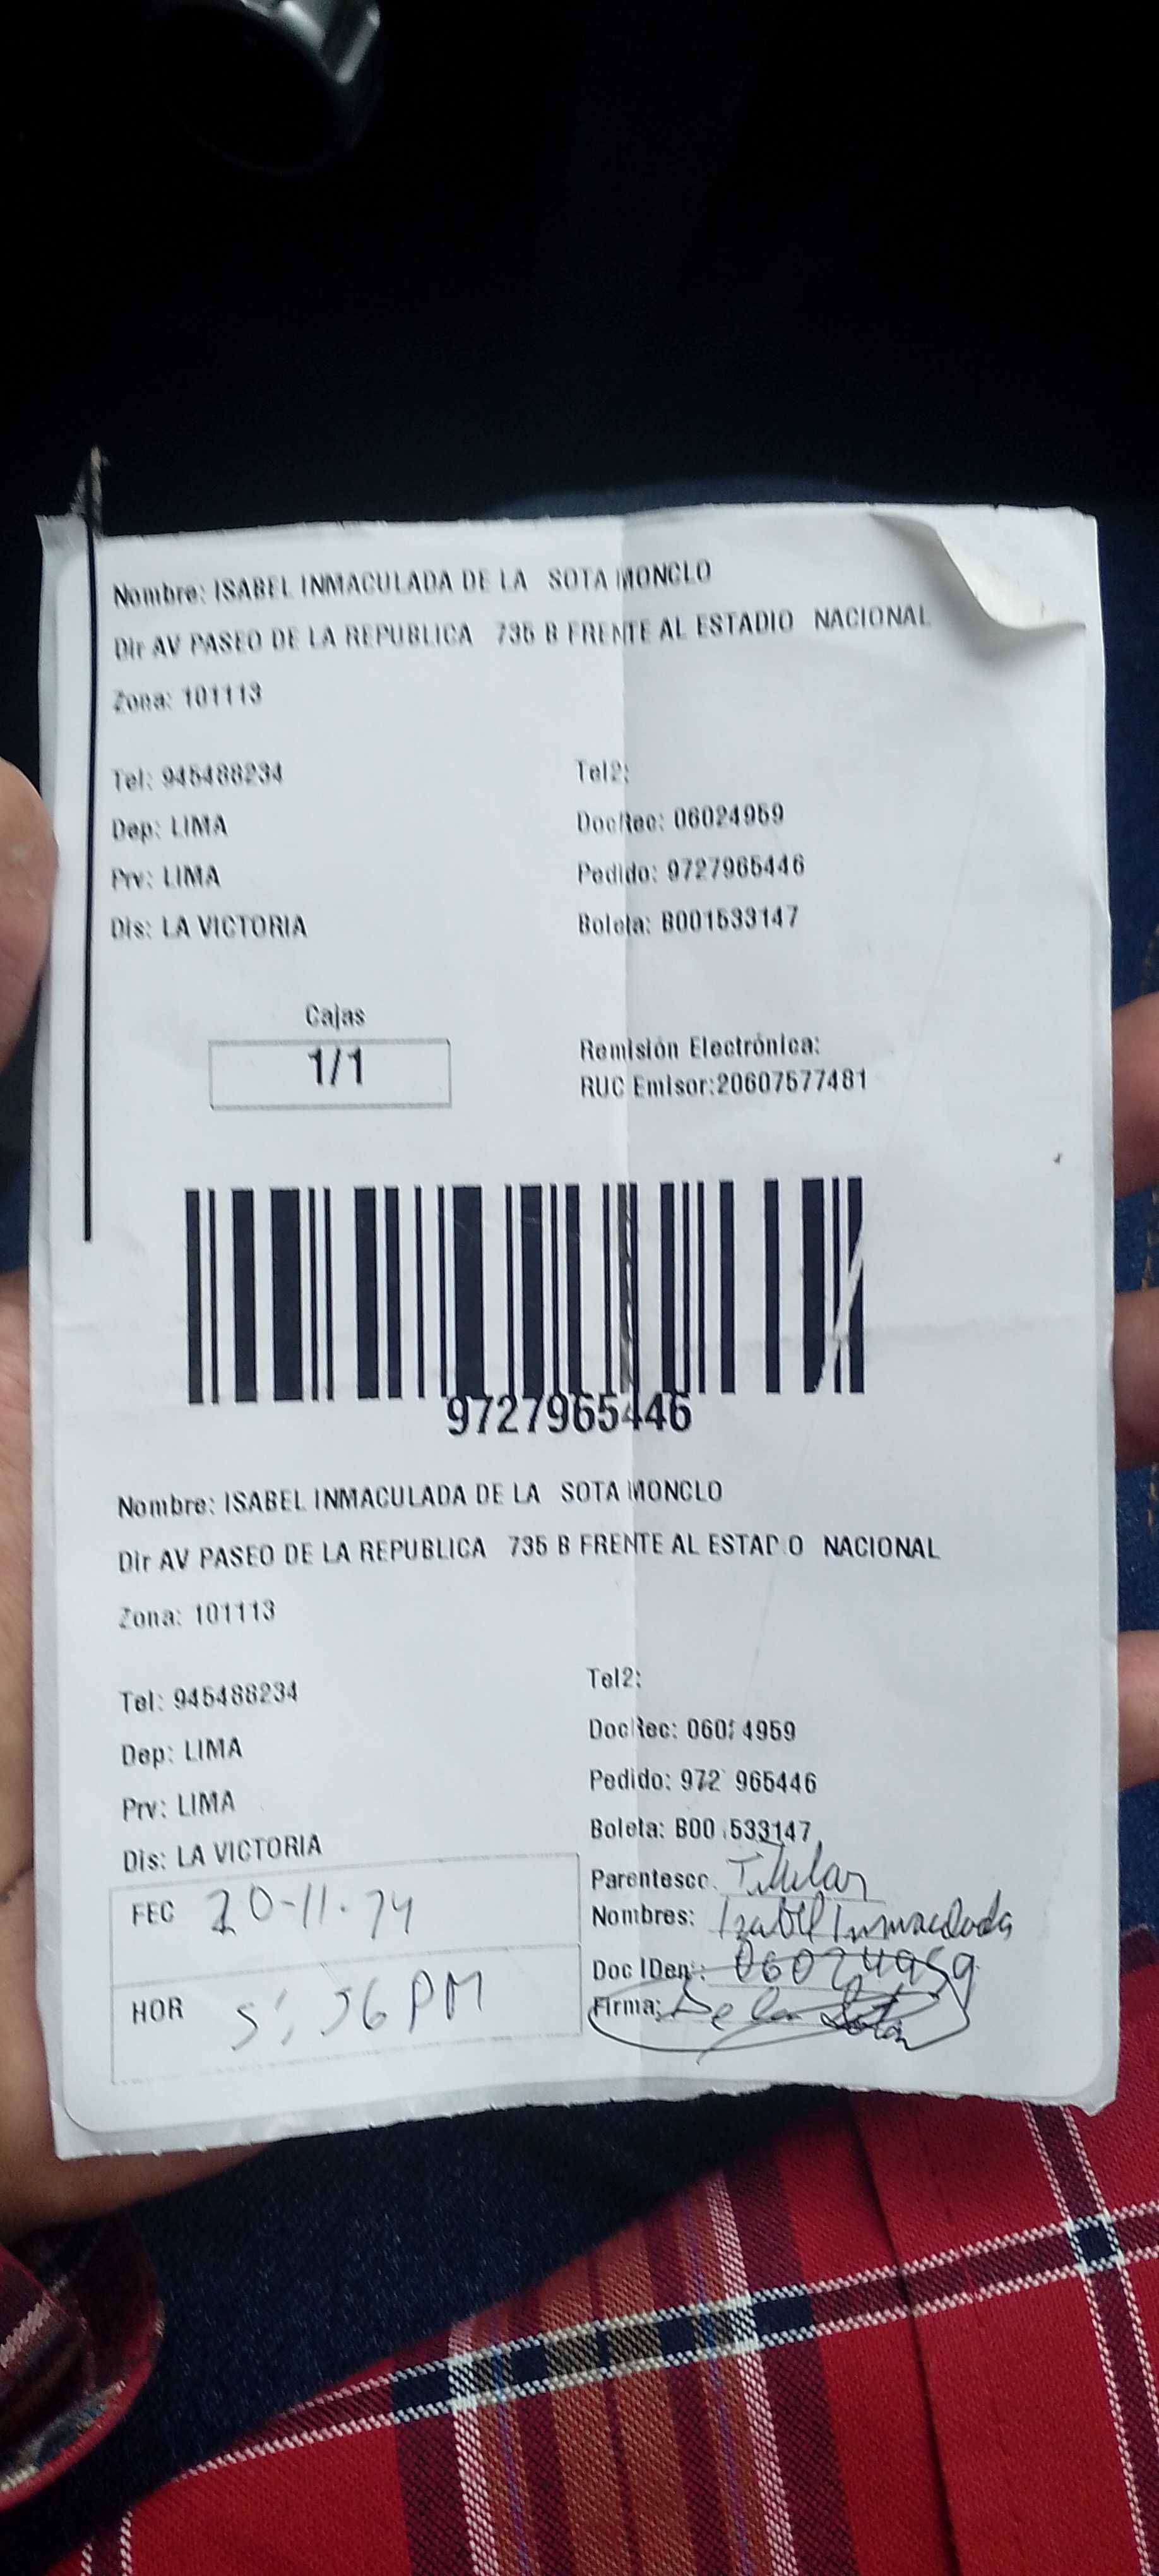 Nombre: ISABEL INMACULADA DE LA SOTA MONCLO
Dir AV PASEO DE LA REPUBLICA 735 B FRENTE AL ESTADIO NACIONAL
Zona: 101113
Tel: 945488234 Tel2:
Dep: LIMA DocRec: 06024959
Prv: LIMA Pedido: 9727965446
Dis: LA VICTORIA Boleta: B001533147
Cajas
1/1
Remisión Electrónica:
RUC Emisor:20607577481
9727965446
Nombre: ISABEL INMACULADA DE LA SOTA MONCLO
Dir AV PASEO DE LA REPUBLICA 735 B FRENTE AL ESTAD O NACIONAL
Zona: 101113
Tel: 945488234 Tel2:
Dep: LIMA DocRec: 060 4959
Prv: LIMA Pedido: 972 965446
Dis: LA VICTORIA Boleta: B00 533147
Parentesco. Titular
FEC 20-11.24 Nombres: Izabel Inmaculada
Doc IDen: 06024959
HOR 5:56 PM Firma: De la Sota